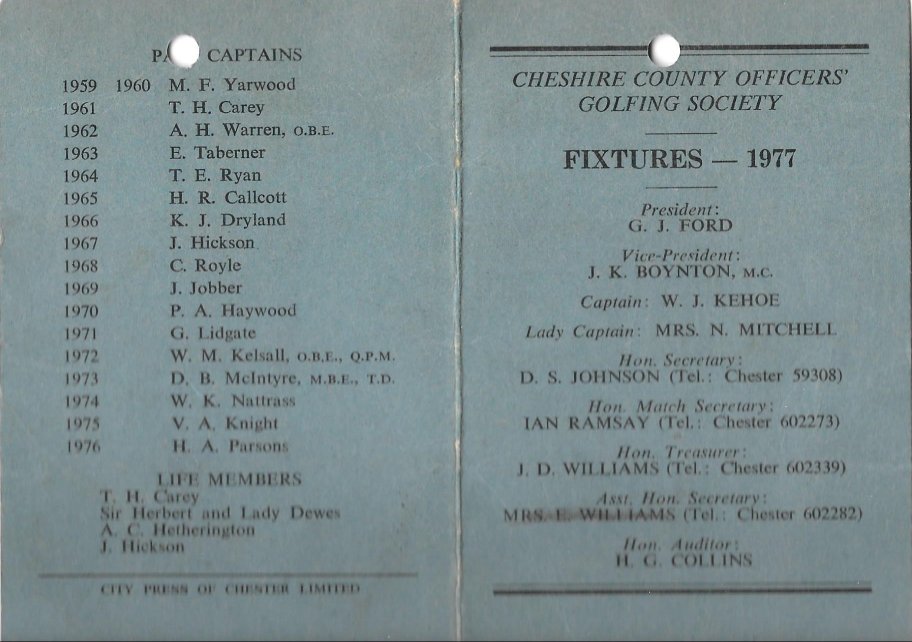 PA CAPTAINS
1959 1960 M. F. Yarwood
1961 T. H. Carey
1962 A. H. Warren, O.B.E.
1963 E. Taberner
1964 T. E. Ryan
1965 H. R. Callcott
1966 K. J. Dryland
1967 J. Hickson
1968 C. Royle
1969 J. Jobber
1970 P. A. Haywood
1971 G. Lidgate
1972 W. M. Kelsall, O.B.E., Q.P.M.
1973 D. B. McIntyre, M.B.E., T.D.
1974 W. K. Nattrass
1975 V. A. Knight
1976 H. A. Parsons
LIFE MEMBERS
T. H. Carey
Sir Herbert and Lady Dewes
A. C. Hetherington
J. Hickson
CITY PRESS OF CHESTER LIMITED
CHESHIRE COUNTY OFFICERS'
GOLFING SOCIETY
FIXTURES — 1977
President:
G. J. FORD
Vice-President:
J. K. BOYNTON, M.C.
Captain: W. J. KEHOE
Lady Captain: MRS. N. MITCHELL
Hon. Secretary:
D. S. JOHNSON (Tel.: Chester 59308)
Hon. Match Secretary:
IAN RAMSAY (Tel.: Chester 602273)
Hon. Treasurer:
J. D. WILLIAMS (Tel.: Chester 602339)
Asst. Hon. Secretary:
MRS. E. WILLIAMS (Tel.: Chester 602282)
Hon. Auditor:
H. G. COLLINS